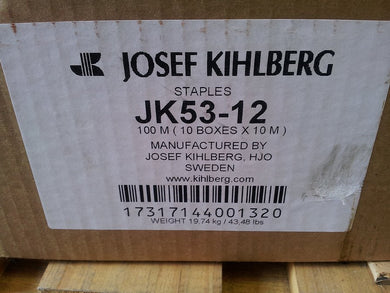 JOSEF KIHLBERG
STAPLES
JK53-12
100 M ( 10 BOXES X 10 M )
MANUFACTURED BY
JOSEF KIHLBERG, HJO
SWEDEN
www.kihlberg.com
17317144001320
WEIGHT 19,74 kg / 43,48 lbs